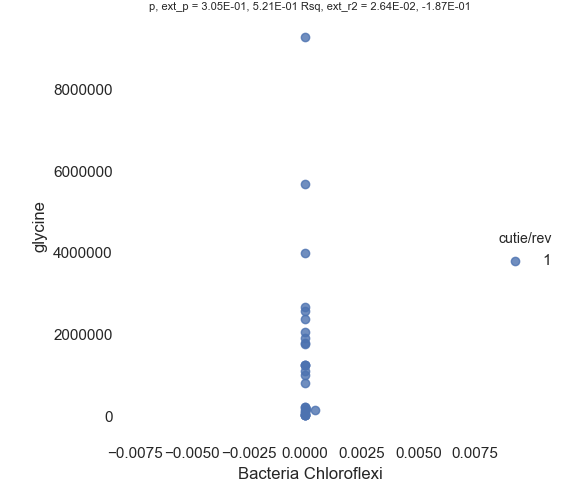 p, ext_p = 3.05E-01, 5.21E-01 Rsq, ext_r2 = 2.64E-02, -1.87E-01
8000000
6000000
glycine
4000000
2000000
0
cutie/rev
1
−0.0075 −0.0050 −0.0025 0.0000 0.0025 0.0050 0.0075
Bacteria Chloroflexi